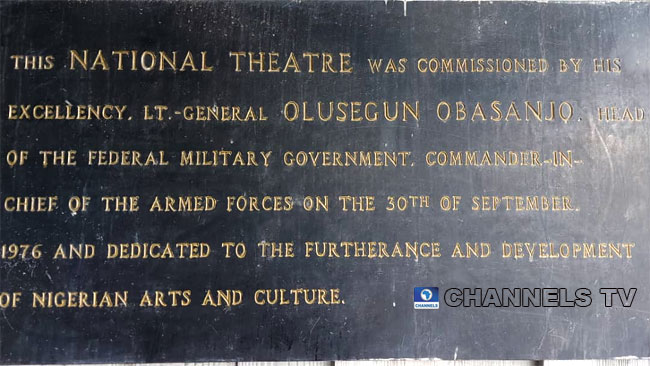 THIS NATIONAL THEATRE WAS COMMISSIONED BY HIS
EXCELLENCY, LT.-GENERAL OLUSEGUN OBASANJO, HEAD
OF THE FEDERAL MILITARY GOVERNMENT, COMMANDER-IN-
CHIEF OF THE ARMED FORCES ON THE 30TH OF SEPTEMBER,
1976 AND DEDICATED TO THE FURTHERANCE AND DEVELOPMENT
OF NIGERIAN ARTS AND CULTURE.
CHANNELS
CHANNELS TV